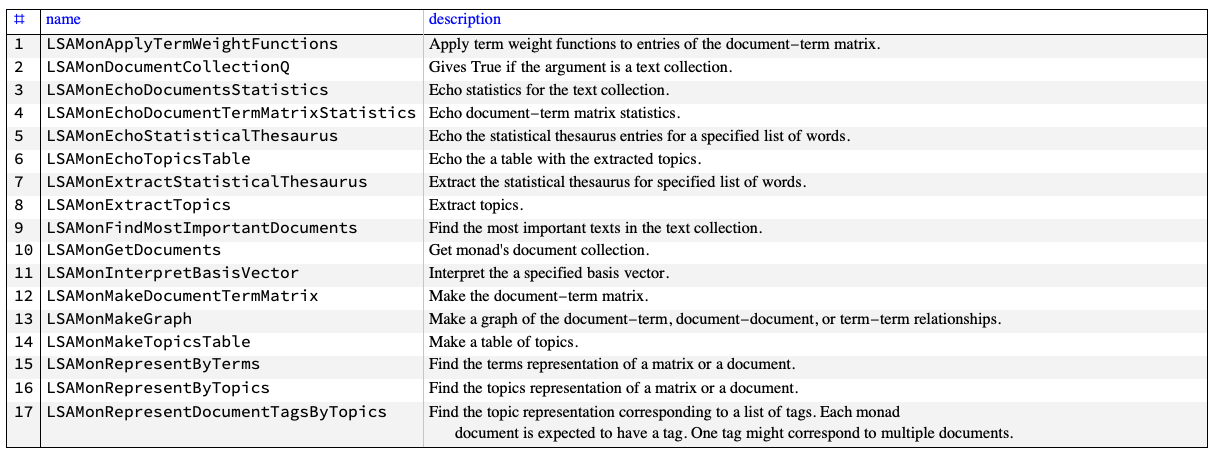 # name description
1 LSAMonApplyTermWeightFunctions Apply term weight functions to entries of the document–term matrix.
2 LSAMonDocumentCollectionQ Gives True if the argument is a text collection.
3 LSAMonEchoDocumentsStatistics Echo statistics for the text collection.
4 LSAMonEchoDocumentTermMatrixStatistics Echo document–term matrix statistics.
5 LSAMonEchoStatisticalThesaurus Echo the statistical thesaurus entries for a specified list of words.
6 LSAMonEchoTopicsTable Echo the a table with the extracted topics.
7 LSAMonExtractStatisticalThesaurus Extract the statistical thesaurus for specified list of words.
8 LSAMonExtractTopics Extract topics.
9 LSAMonFindMostImportantDocuments Find the most important texts in the text collection.
10 LSAMonGetDocuments Get monad's document collection.
11 LSAMonInterpretBasisVector Interpret the a specified basis vector.
12 LSAMonMakeDocumentTermMatrix Make the document–term matrix.
13 LSAMonMakeGraph Make a graph of the document–term, document–document, or term–term relationships.
14 LSAMonMakeTopicsTable Make a table of topics.
15 LSAMonRepresentByTerms Find the terms representation of a matrix or a document.
16 LSAMonRepresentByTopics Find the topics representation of a matrix or a document.
17 LSAMonRepresentDocumentTagsByTopics Find the topic representation corresponding to a list of tags. Each monad
document is expected to have a tag. One tag might correspond to multiple documents.